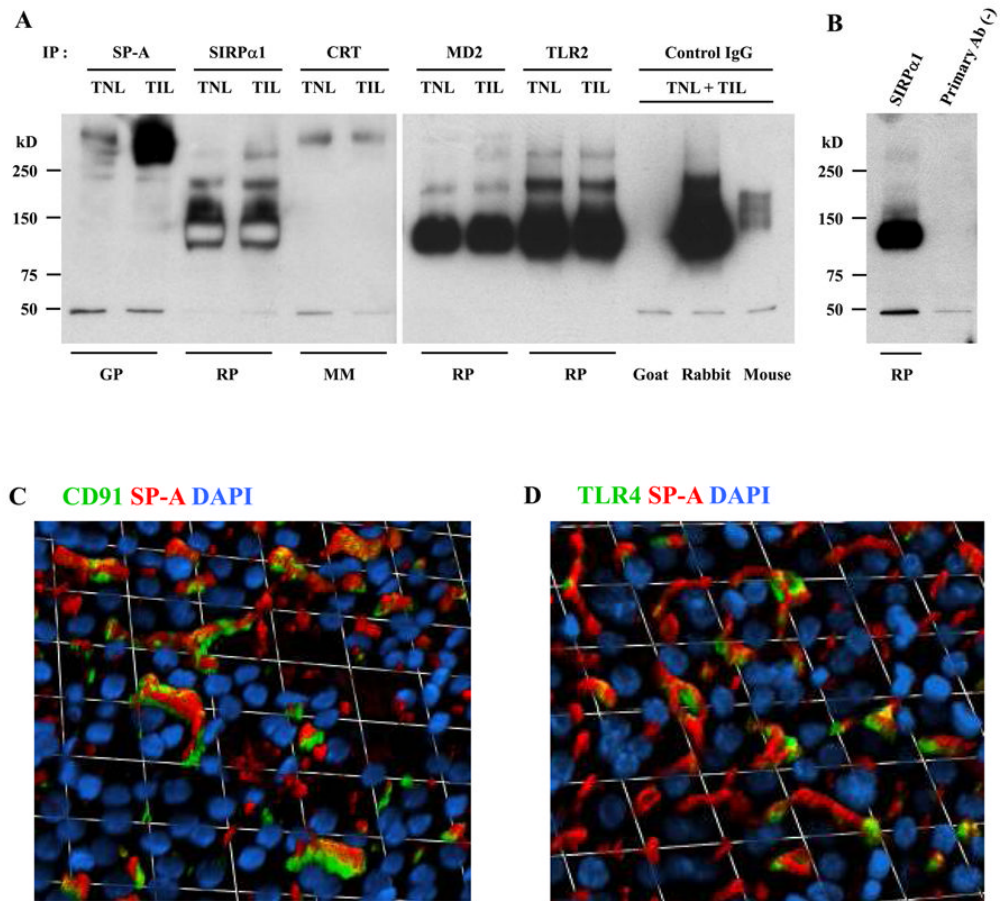 A
IP : SP-A SIRPα1 CRT MD2 TLR2 Control IgG
TNL TIL TNL TIL TNL TIL TNL TIL TNL TIL TNL + TIL
kD
250
150
75
50
GP RP MM RP RP Goat Rabbit Mouse
B
SIRPα1
Primary Ab (-)
kD
250
150
75
50
RP
C CD91 SP-A DAPI
D TLR4 SP-A DAPI